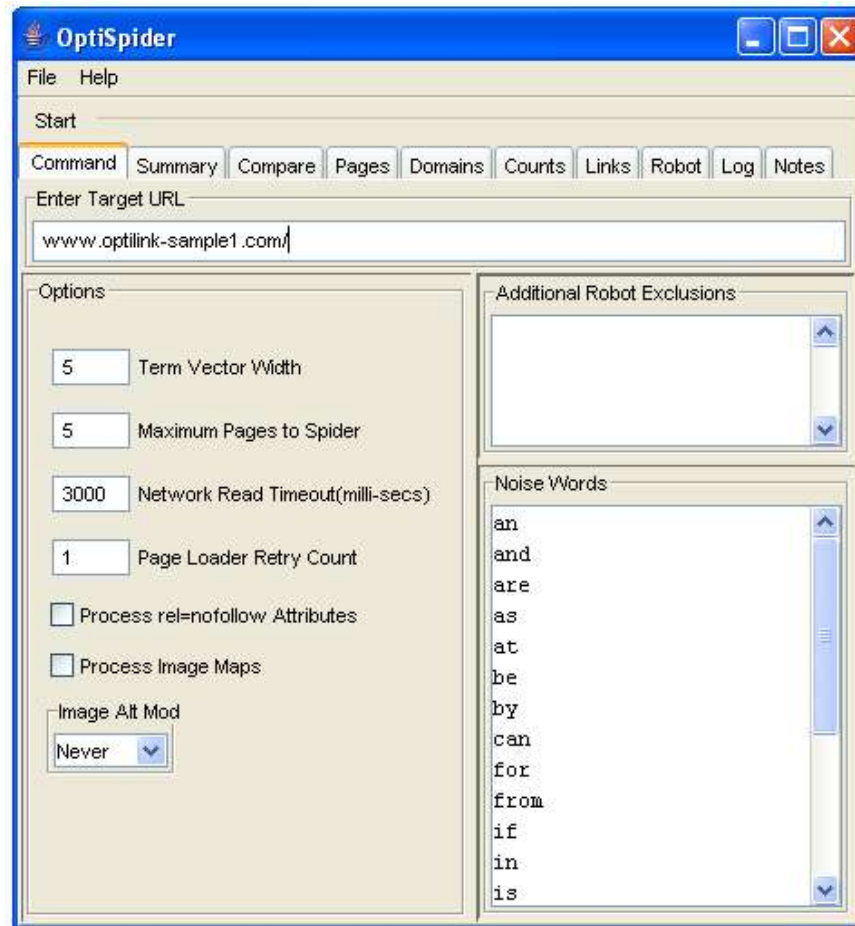 OptiSpider
File Help
Start
Command Summary Compare Pages Domains Counts Links Robot Log Notes
Enter Target URL
www.optilink-sample1.com/
Options
5 Term Vector Width
5 Maximum Pages to Spider
3000 Network Read Timeout(milli-secs)
1 Page Loader Retry Count
Process rel=nofollow Attributes
Process Image Maps
Image Alt Mod
Never
Additional Robot Exclusions
Noise Words
an
and
are
as
at
be
by
can
for
from
if
in
is